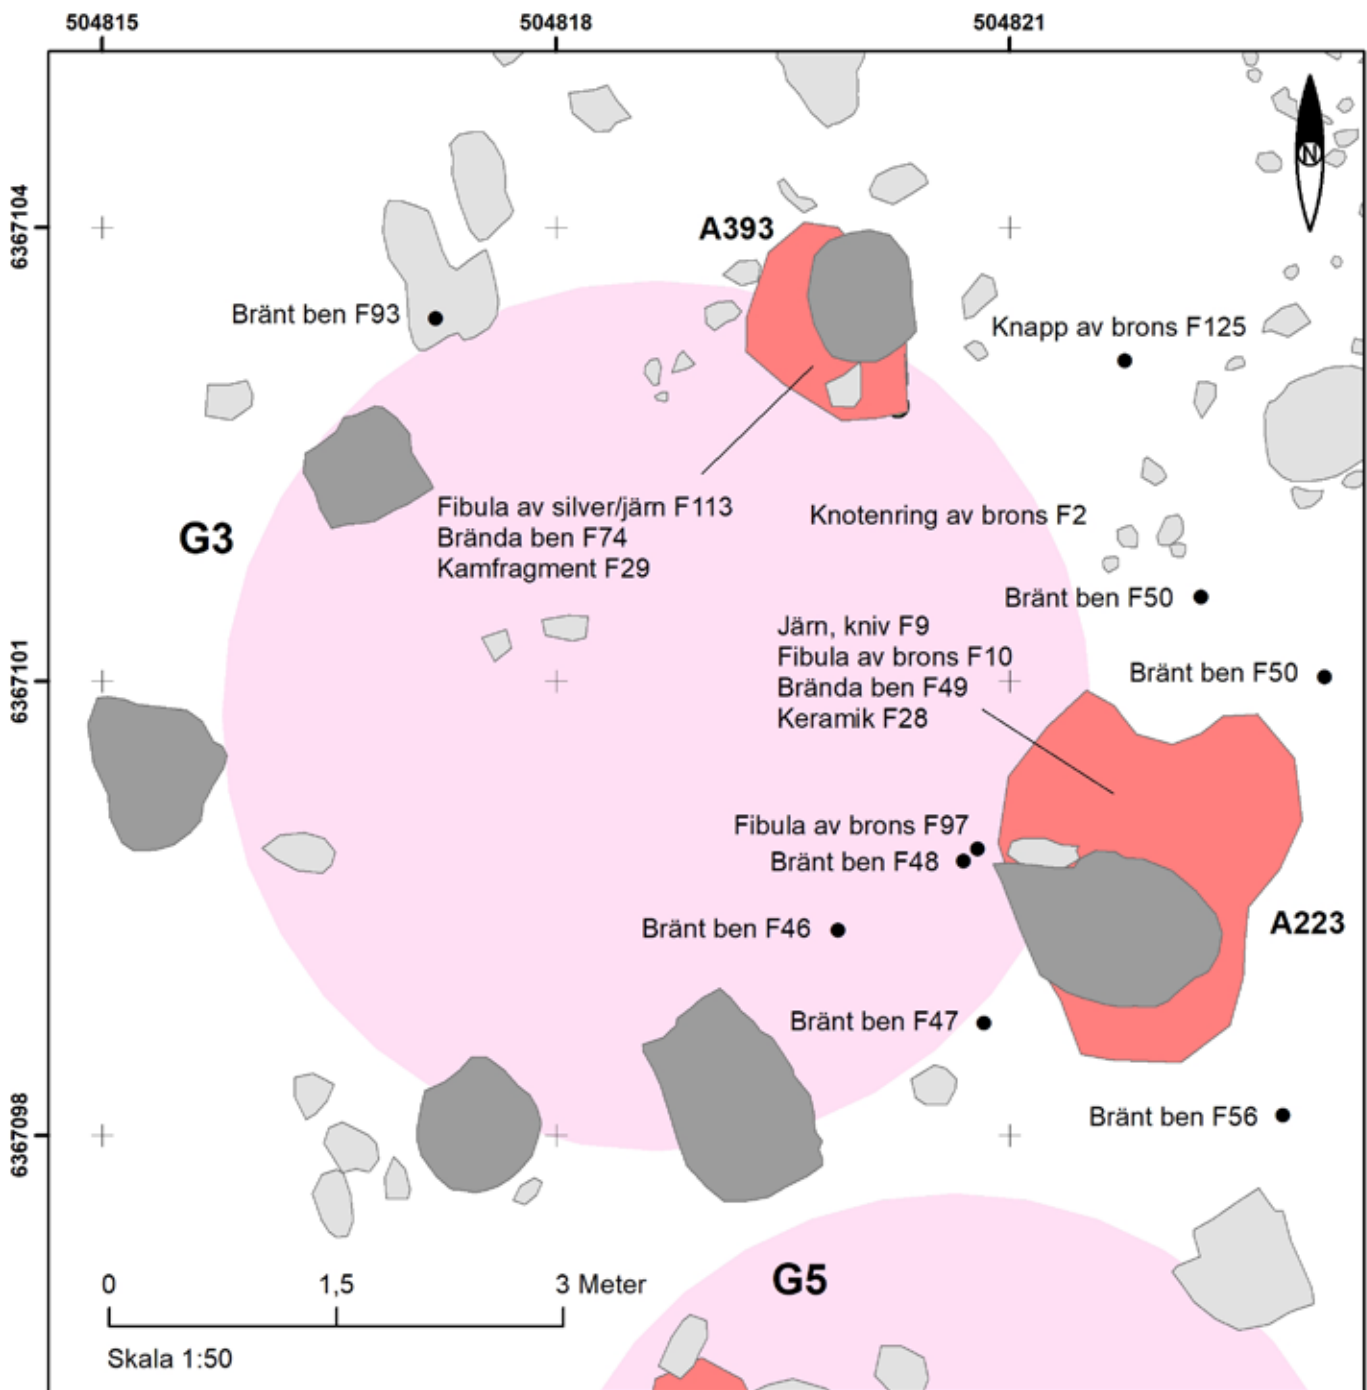 504815
504818
504821
6367104
A393
N
Bränt ben F93
Knapp av brons F125
Fibula av silver/järn F113
Brända ben F74
Kamfragment F29
G3
Knotenring av brons F2
Bränt ben F50
Järn, kniv F9
Fibula av brons F10
Brända ben F49
Keramik F28
Bränt ben F50
6367101
Fibula av brons F97
Bränt ben F48
Bränt ben F46
A223
Bränt ben F47
Bränt ben F56
6367098
G5
0
1,5
3 Meter
Skala 1:50